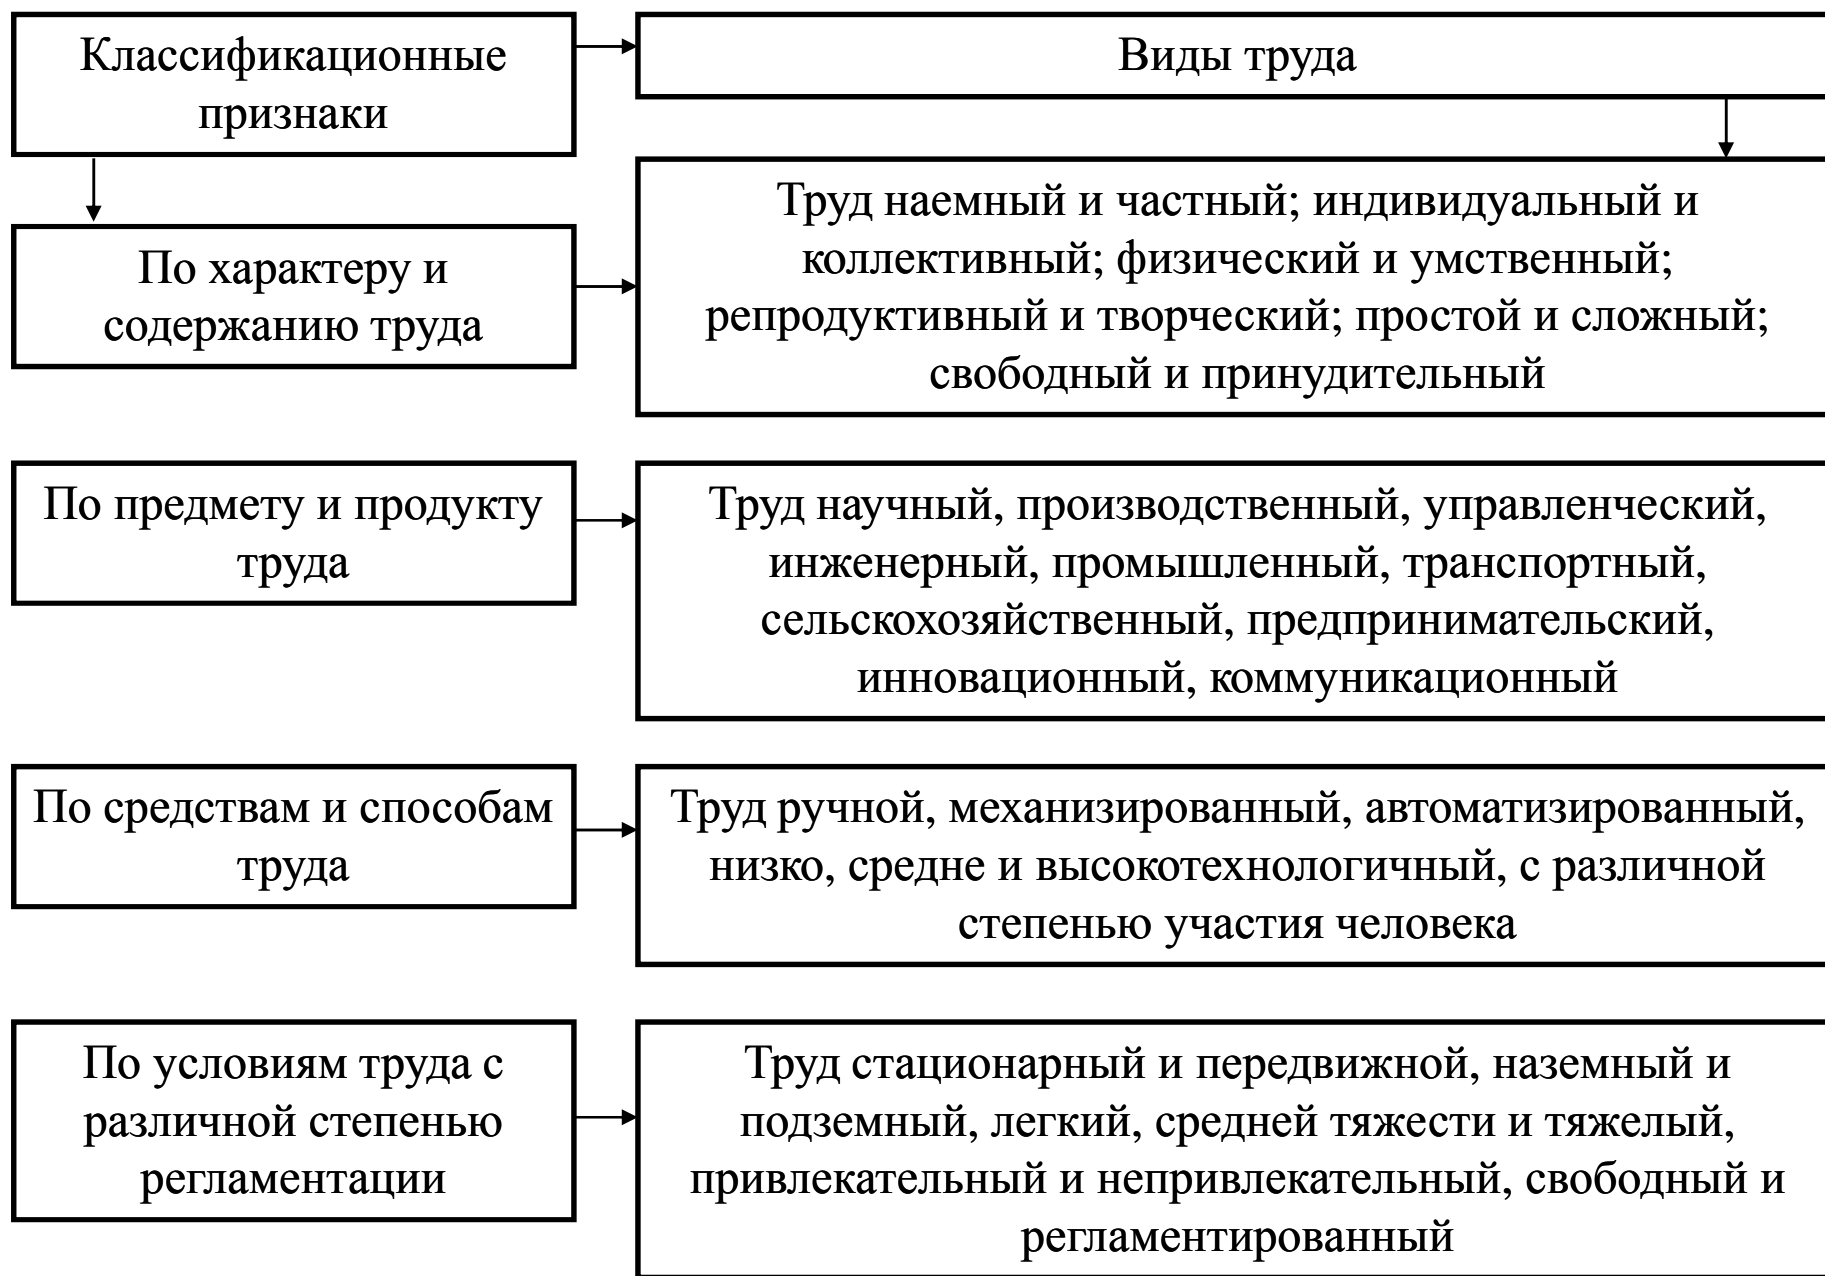 Классификационные
признаки
Виды труда
По характеру и
содержанию труда
Труд наемный и частный; индивидуальный и
коллективный; физический и умственный;
репродуктивный и творческий; простой и сложный;
свободный и принудительный
По предмету и продукту
труда
Труд научный, производственный, управленческий,
инженерный, промышленный, транспортный,
сельскохозяйственный, предпринимательский,
инновационный, коммуникационный
По средствам и способам
труда
Труд ручной, механизированный, автоматизированный,
низко, средне и высокотехнологичный, с различной
степенью участия человека
По условиям труда с
различной степенью
регламентации
Труд стационарный и передвижной, наземный и
подземный, легкий, средней тяжести и тяжелый,
привлекательный и непривлекательный, свободный и
регламентированный